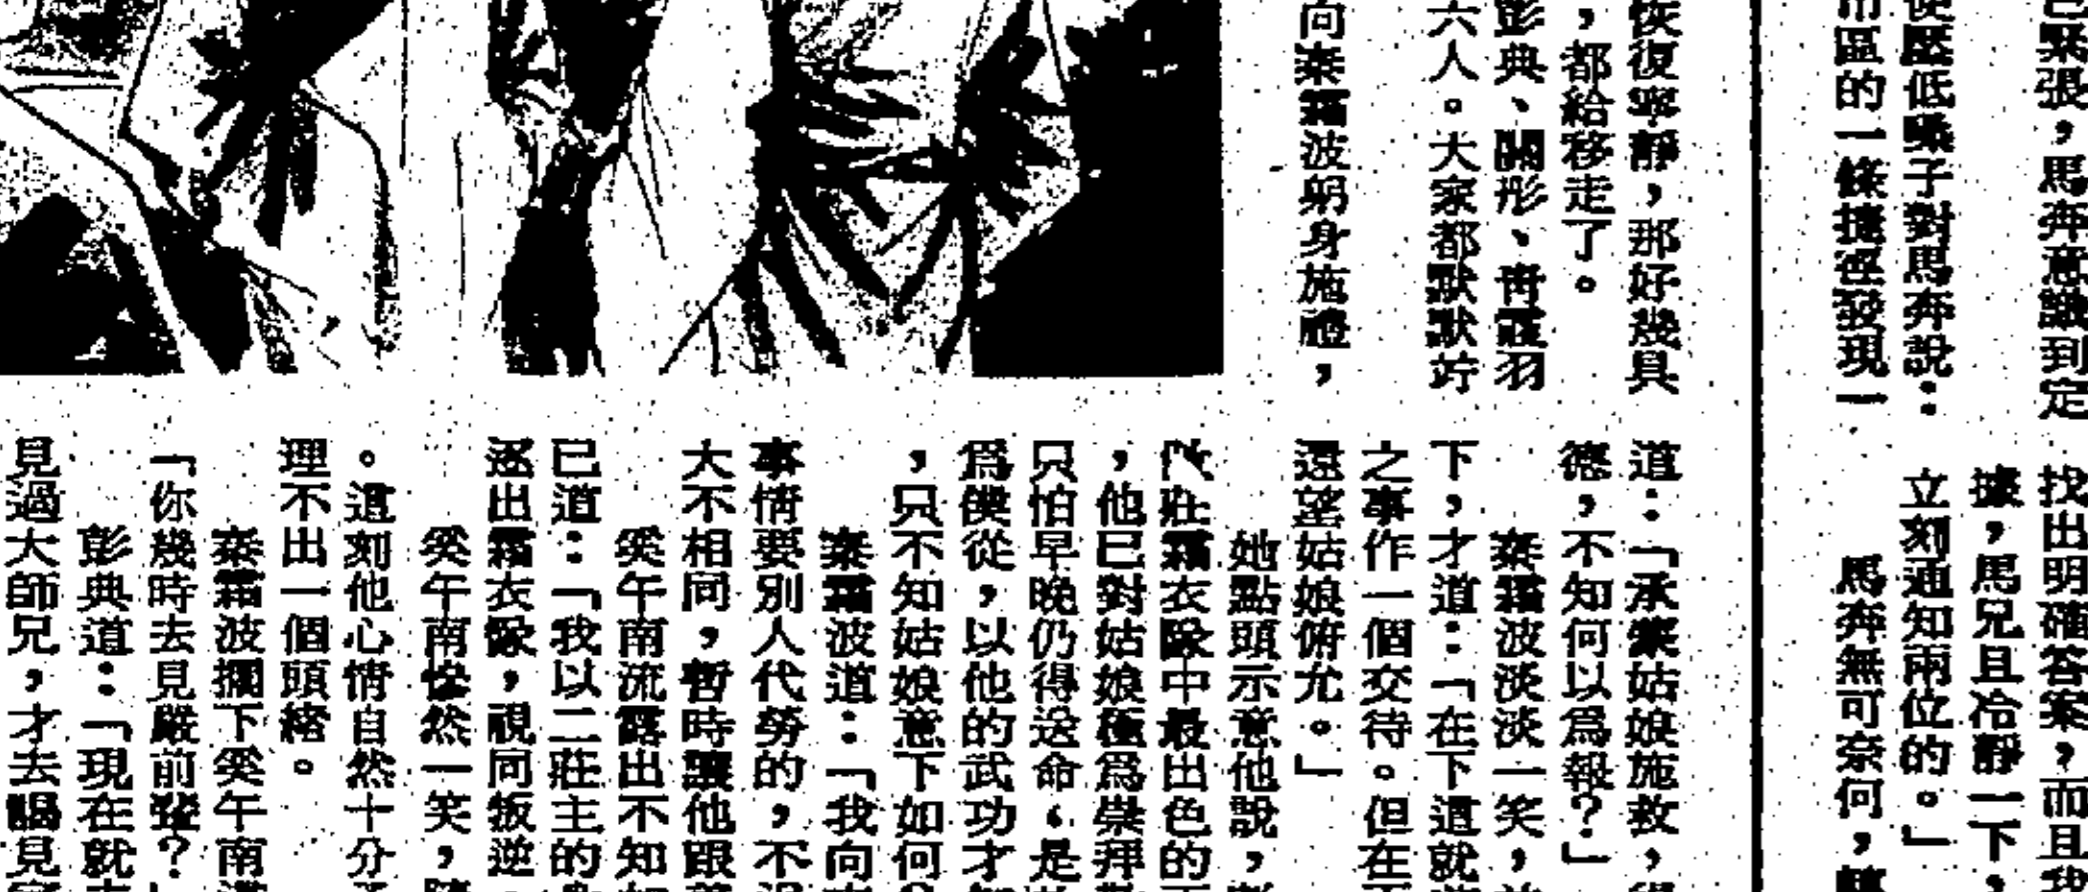 已緊張，馬奔意識到定
便壓低嗓子對馬奔說：
市區的一條捷徑發現一
找出明確答案，而且我
據，馬兄且冷靜一下，
立刻通知兩位的。」
馬奔無可奈何，轉
恢復寧靜，那好幾具
，都給移走了。
彭典、關彤、青霞羽
六人。大家都默默竚
向秦霜波躬身施禮，
道：「承蒙姑娘施救，
德，不知何以爲報？」
秦霜波淡淡一笑，
下，才道：「在下這就
之事作一個交待。但在
還望姑娘俯允。」
她點頭示意他說，
莊霜衣隊中最出色的
，他已對姑娘極爲崇拜
只怕早晚仍得送命，是
爲僕從，以他的武功才
，只不知姑娘意下如何
秦霜波道：「我向
事情要別人代勞的，不
大不相同，暫時讓他跟
奚午南流露出不知如
已道：「我以二莊主的
逐出霜衣隊，視同叛逆
奚午南慘然一笑，
。這刻他心情自然十分
理不出一個頭緒。
秦霜波擱下奚午南
「你幾時去見嚴前輩？」
彭典道：「現在就
見過大師兄，才去謁見